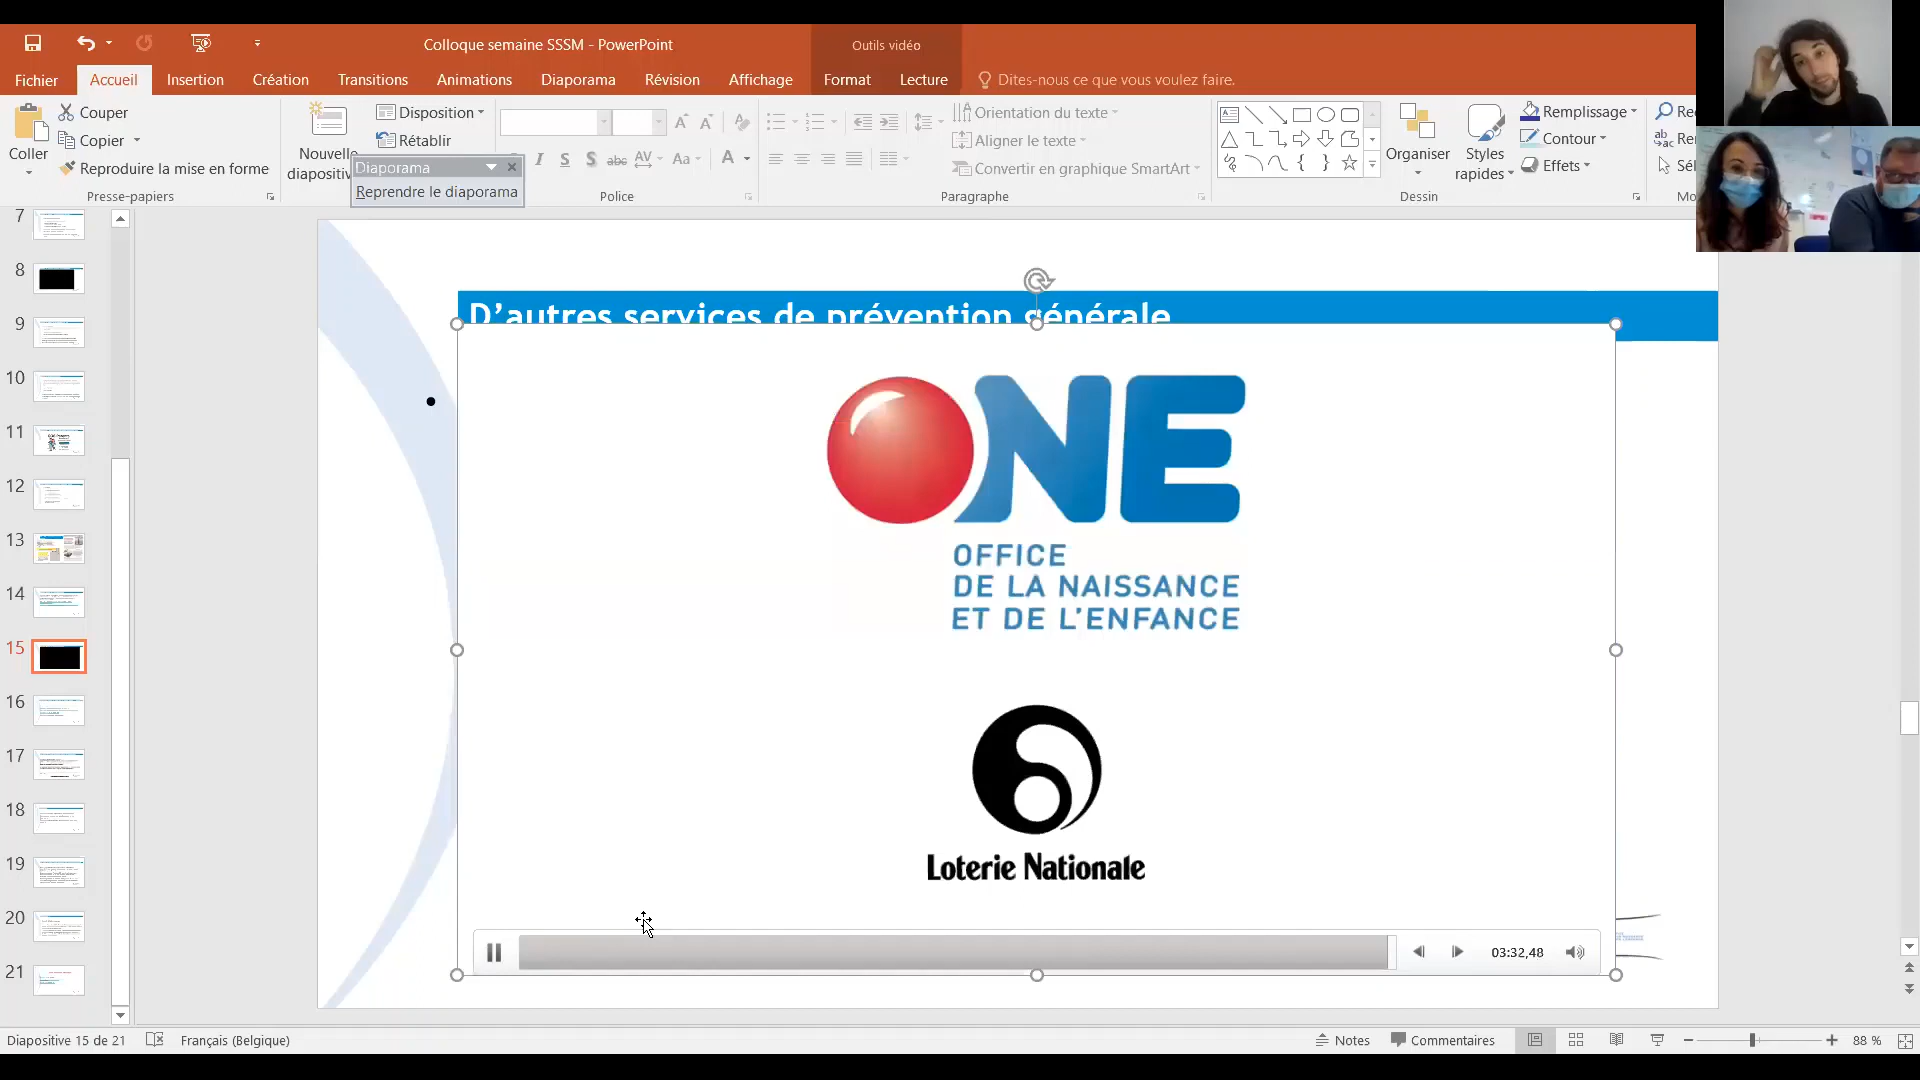 Colloque semaine SSSM - PowerPoint
Outils vidéo
Fichier
Accueil
Insertion
Création
Transitions
Animations
Diaporama
Révision
Affichage
Format
Lecture
Dites-nous ce que vous voulez faire.
Coller
Couper
Copier
Reproduire la mise en forme
Presse-papiers
Nouvelle
Disposition
Rétablir
Diaporama
Reprendre le diaporama
Police
Orientation du texte
Aligner le texte
Convertir en graphique SmartArt
Paragraphe
Organiser
Styles
rapides
Remplissage
Contour
Effets
Dessin
7
8
9
10
11
12
13
14
15
16
17
18
19
20
21
D'autres services de prévention générale
ONE
OFFICE
DE LA NAISSANCE
ET DE L'ENFANCE
Loterie Nationale
03:32,48
Diapositive 15 de 21
Français (Belgique)
Notes
Commentaires
88 %